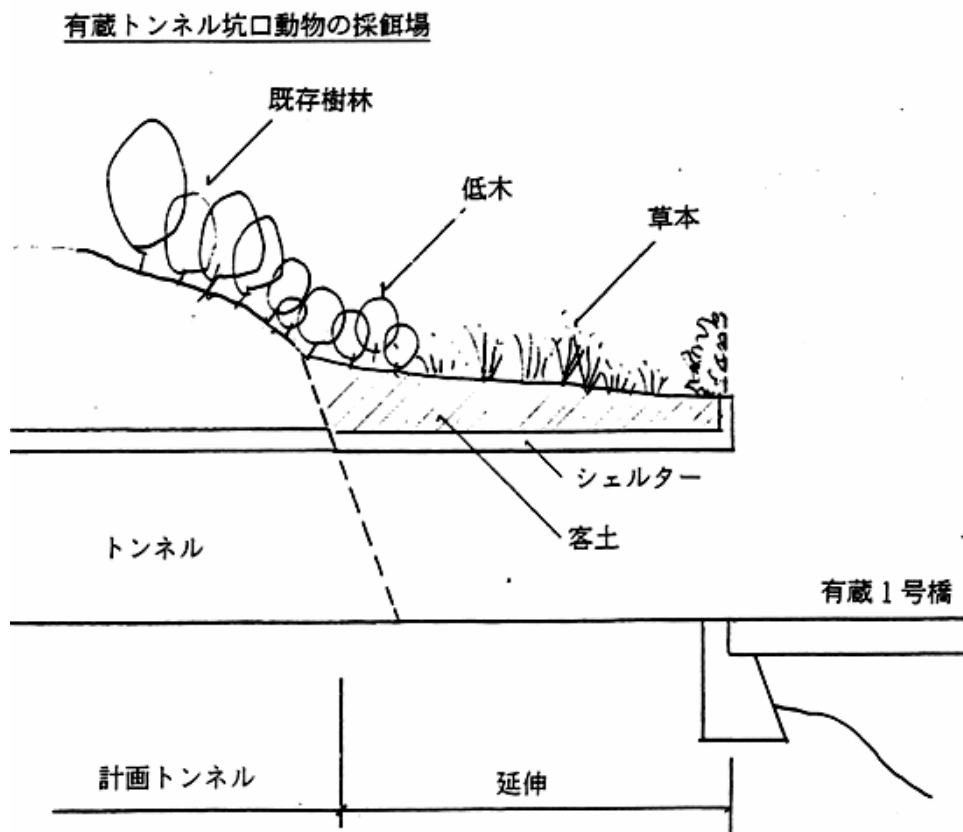 有蔵トンネル坑口動物の採餌場
既存樹林
低木
草本
シェルター
客土
トンネル
有蔵１号橋
計画トンネル
延伸